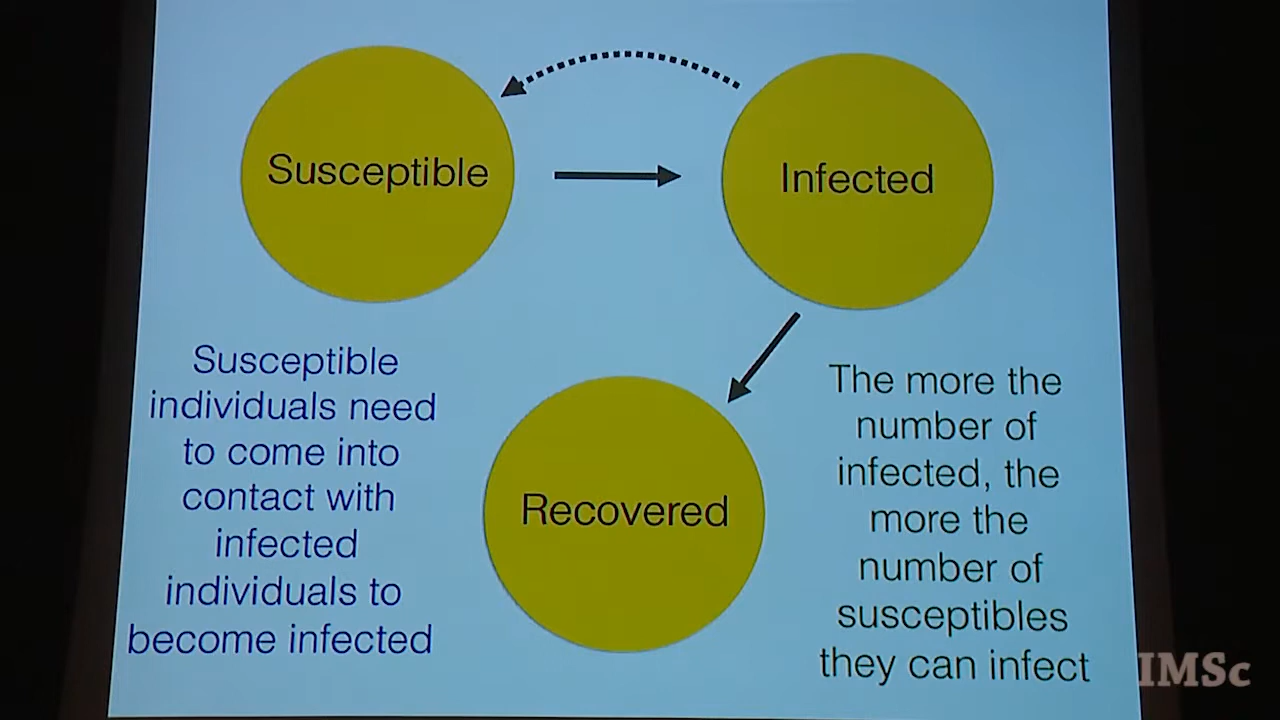 Susceptible
Infected
Recovered
Susceptible
individuals need
to come into
contact with
infected
individuals to
become infected
The more the
number of
infected, the
more the
number of
susceptibles
they can infect
IMSc